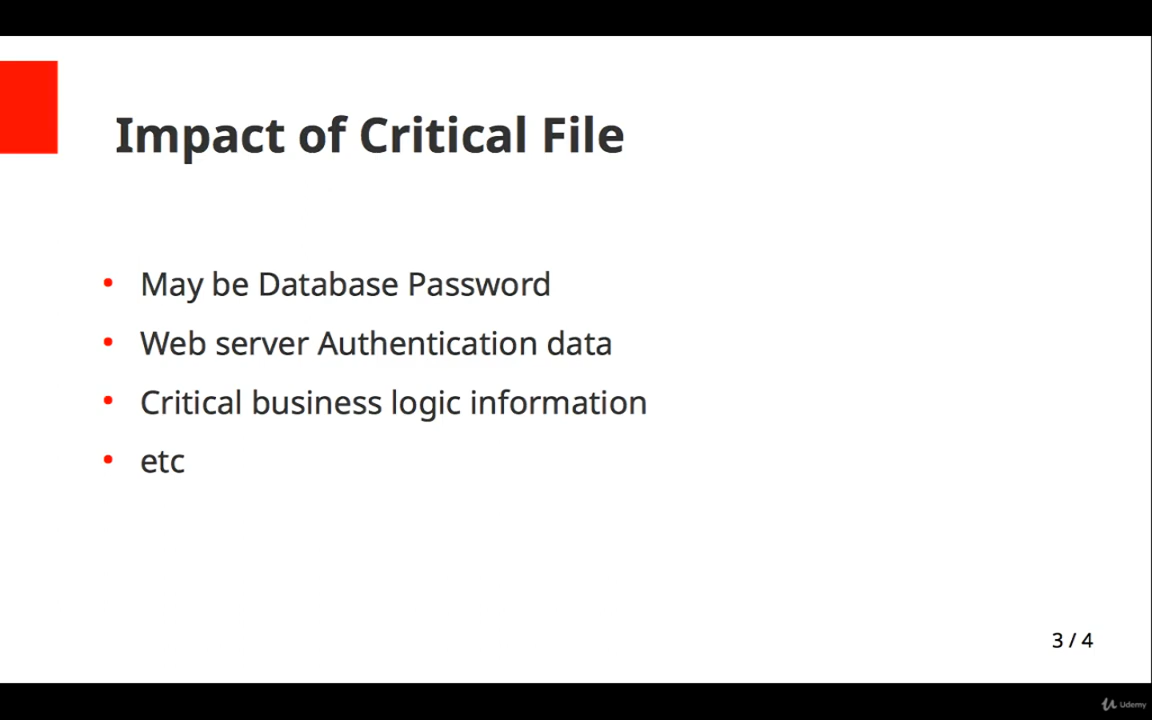 Impact of Critical File
• May be Database Password
• Web server Authentication data
• Critical business logic information
• etc
3 / 4
Udemy